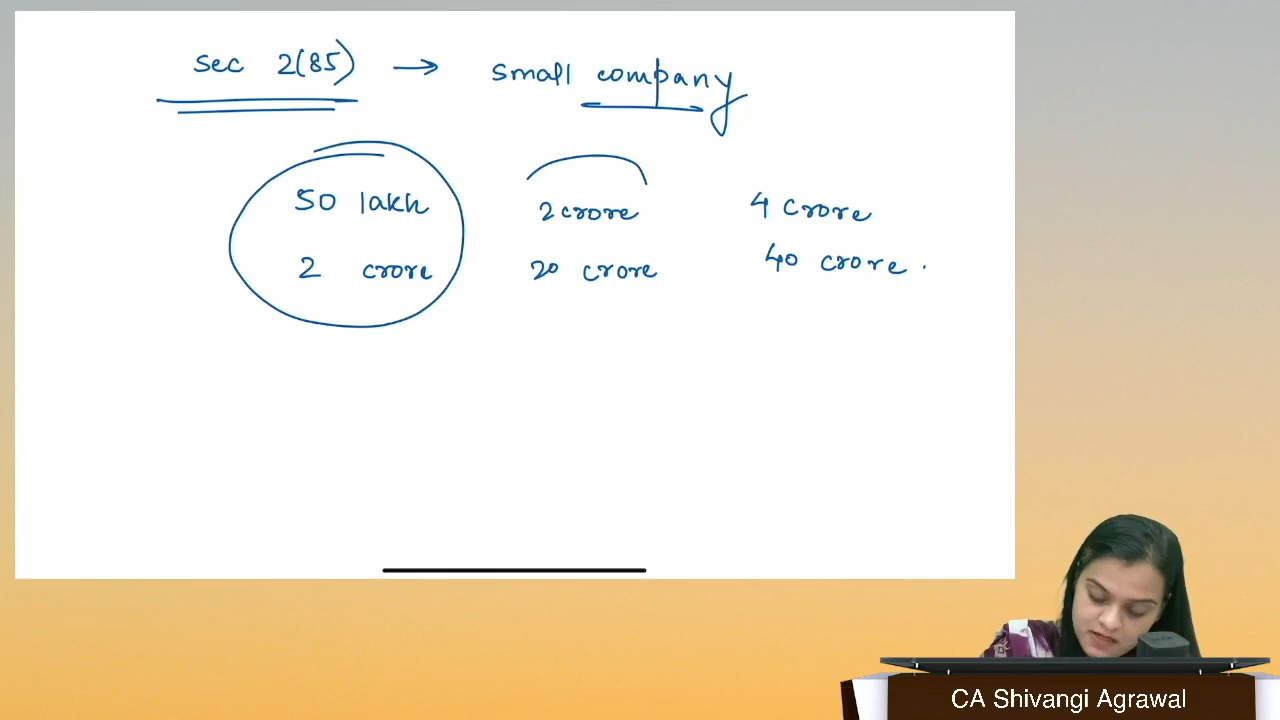 sec 2(85) → small company
50 lakh 2 crore 4 crore
2 crore 20 crore 40 crore.
CA Shivangi Agrawal